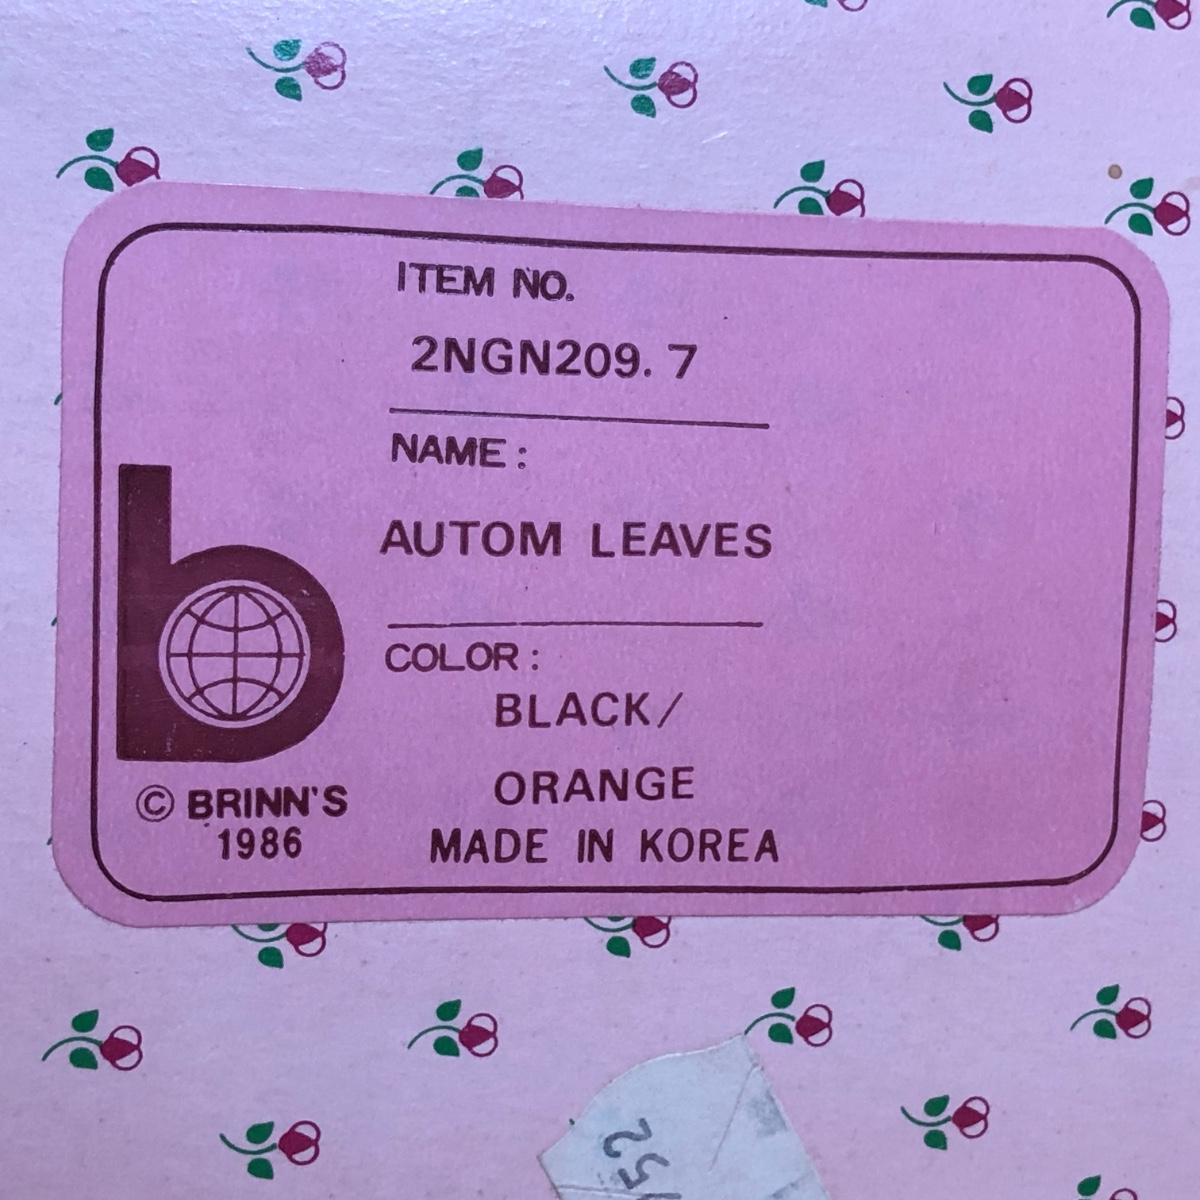 ITEM NO.
2NGN209. 7
NAME :
AUTOM LEAVES
COLOR :
BLACK/
ORANGE
MADE IN KOREA
b
© BRINN'S
1986